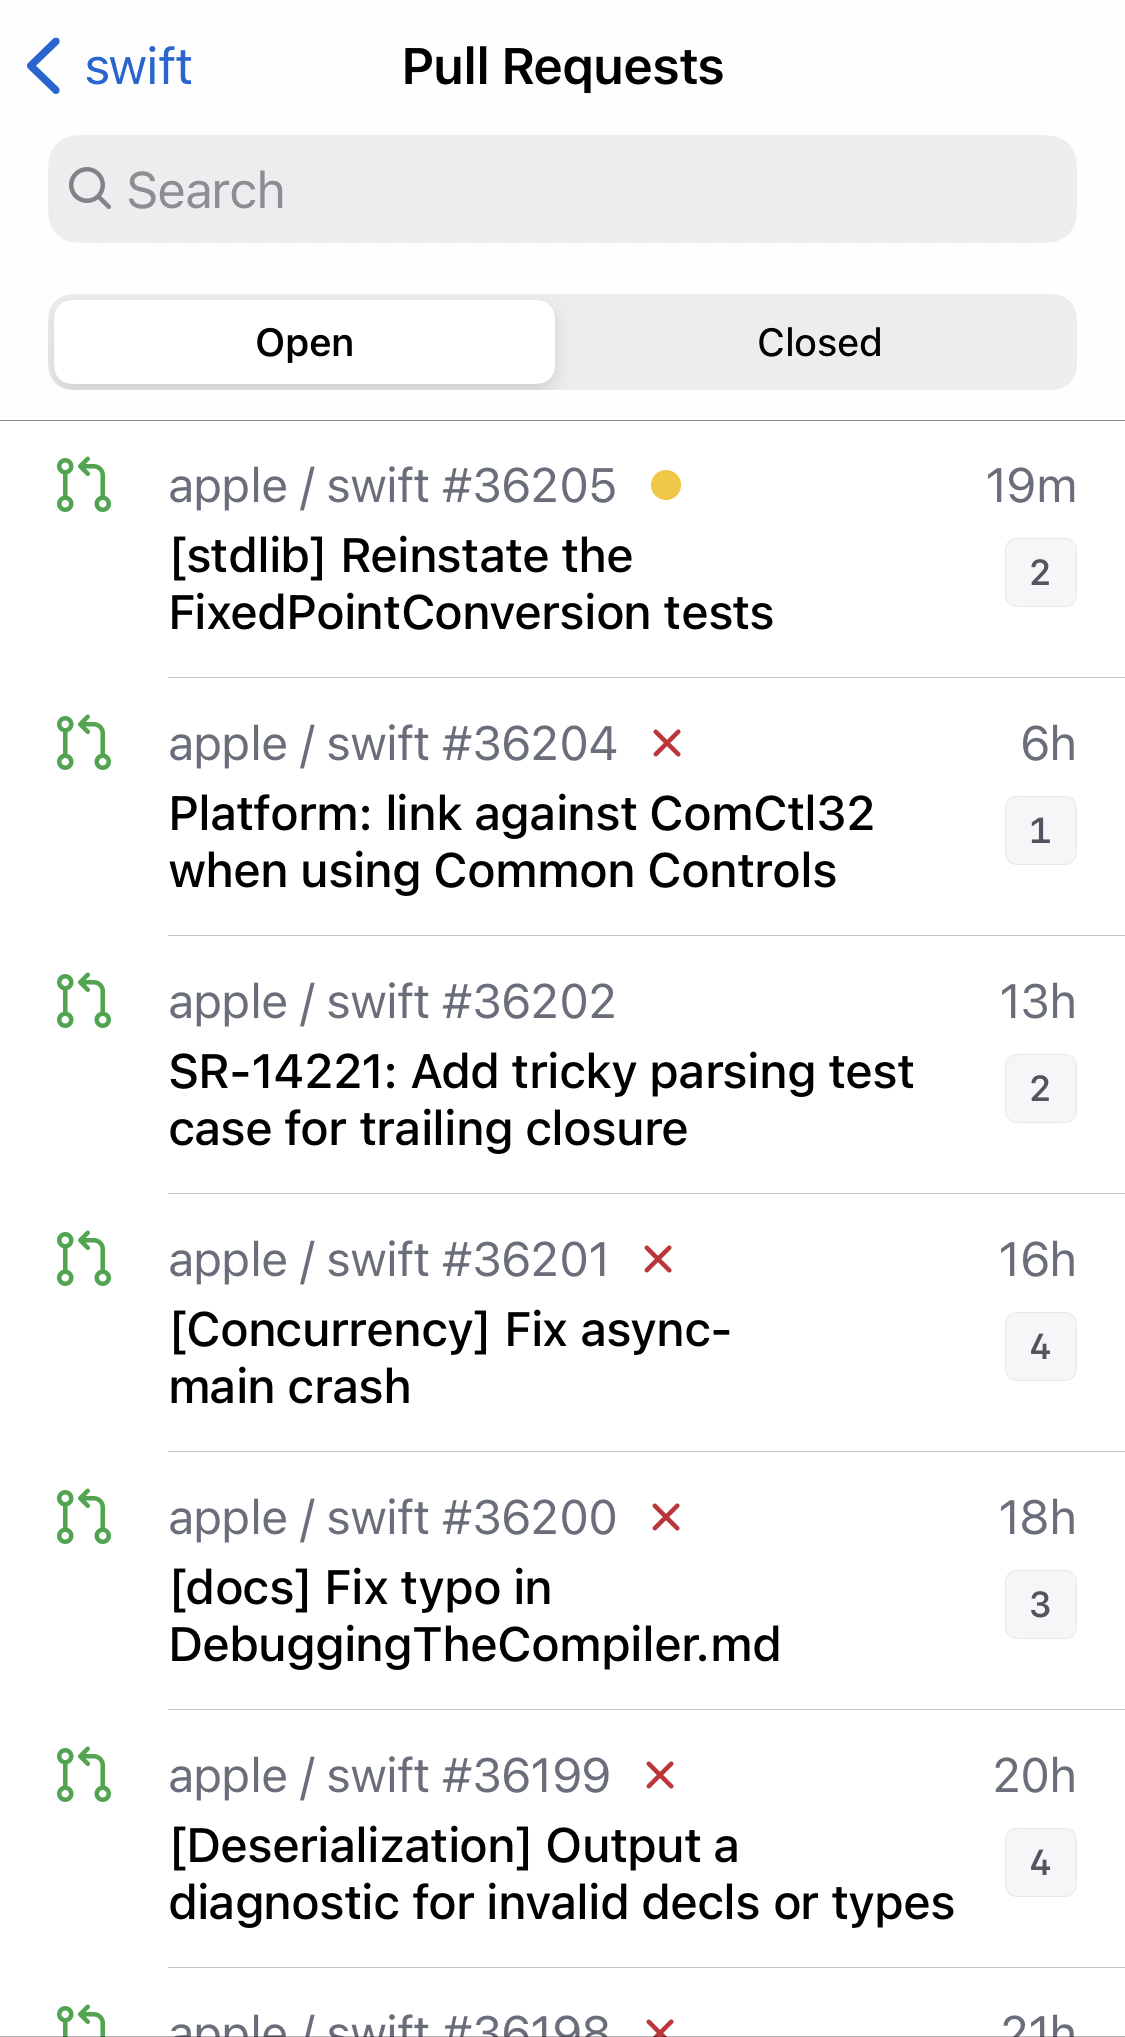 swift
Pull Requests
Search
Open
Closed
apple / swift #36205
19m
[stdlib] Reinstate the
2
FixedPointConversion tests
apple / swift #36204
6h
Platform: link against ComCtl32
1
when using Common Controls
apple / swift #36202
13h
SR-14221: Add tricky parsing test
2
case for trailing closure
apple / swift #36201
16h
[Concurrency] Fix async-
4
main crash
apple / swift #36200
18h
[docs] Fix typo in
3
DebuggingTheCompiler.md
apple / swift #36199
20h
[Deserialization] Output a
4
diagnostic for invalid decls or types
apple / swift #36198
21h